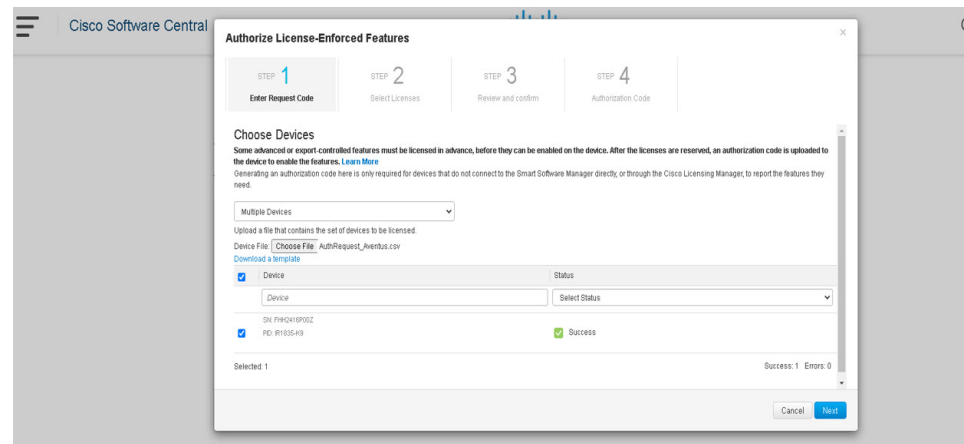 Cisco Software Central
Authorize License-Enforced Features
×
STEP 1
Enter Request Code
STEP 2
Select Licenses
STEP 3
Review and confirm
STEP 4
Authorization Code
Choose Devices
Some advanced or export-controlled features must be licensed in advance, before they can be enabled on the device. After the licenses are reserved, an authorization code is uploaded to
the device to enable the features. Learn More
Generating an authorization code here is only required for devices that do not connect to the Smart Software Manager directly, or through the Cisco Licensing Manager, to report the features they
need.
Multiple Devices
Upload a file that contains the set of devices to be licensed.
Device File: Choose File AuthRequest_Aventus.csv
Download a template
Device Status
Device Select Status
SN: FHH2416P00Z
PID: IR1835-K9
Success
Selected: 1 Success: 1 Errors: 0
Cancel Next